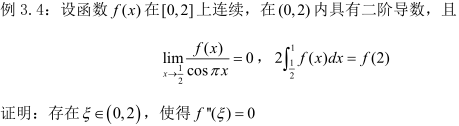 例 3.4：设函数 f(x) 在[0,2]上连续，在(0,2)内具有二阶导数，且
lim_{x→1/2} f(x)/cos πx = 0 ， 2∫_{1/2}^{1} f(x)dx = f(2)
证明：存在 ξ∈(0,2)，使得 f ''(ξ)=0